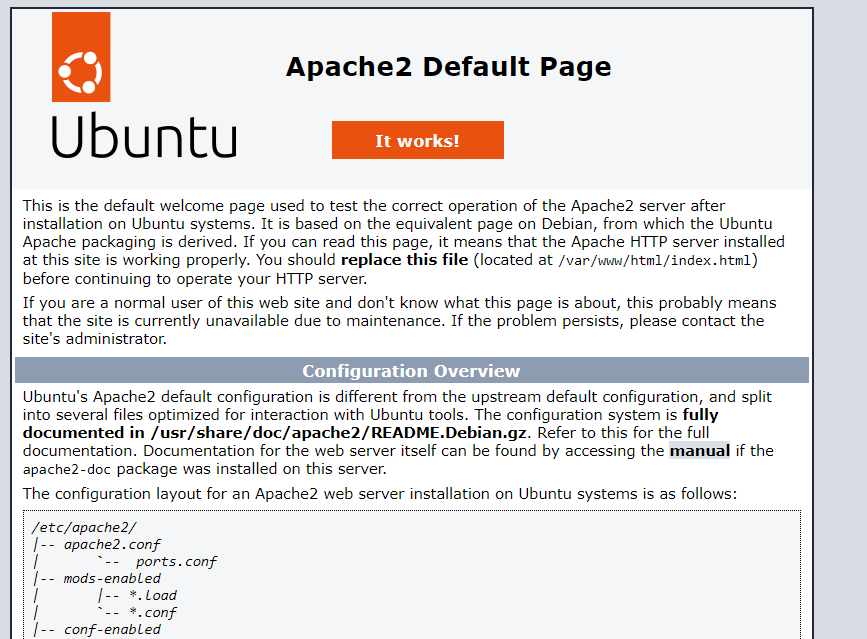 Ubuntu
Apache2 Default Page
It works!
This is the default welcome page used to test the correct operation of the Apache2 server after
installation on Ubuntu systems. It is based on the equivalent page on Debian, from which the Ubuntu
Apache packaging is derived. If you can read this page, it means that the Apache HTTP server installed
at this site is working properly. You should replace this file (located at /var/www/html/index.html)
before continuing to operate your HTTP server.
If you are a normal user of this web site and don't know what this page is about, this probably means
that the site is currently unavailable due to maintenance. If the problem persists, please contact the
site's administrator.
Configuration Overview
Ubuntu's Apache2 default configuration is different from the upstream default configuration, and split
into several files optimized for interaction with Ubuntu tools. The configuration system is fully
documented in /usr/share/doc/apache2/README.Debian.gz. Refer to this for the full
documentation. Documentation for the web server itself can be found by accessing the manual if the
apache2-doc package was installed on this server.
The configuration layout for an Apache2 web server installation on Ubuntu systems is as follows:
/etc/apache2/
|-- apache2.conf
|       `--  ports.conf
|-- mods-enabled
|       |-- *.load
|       `-- *.conf
|-- conf-enabled